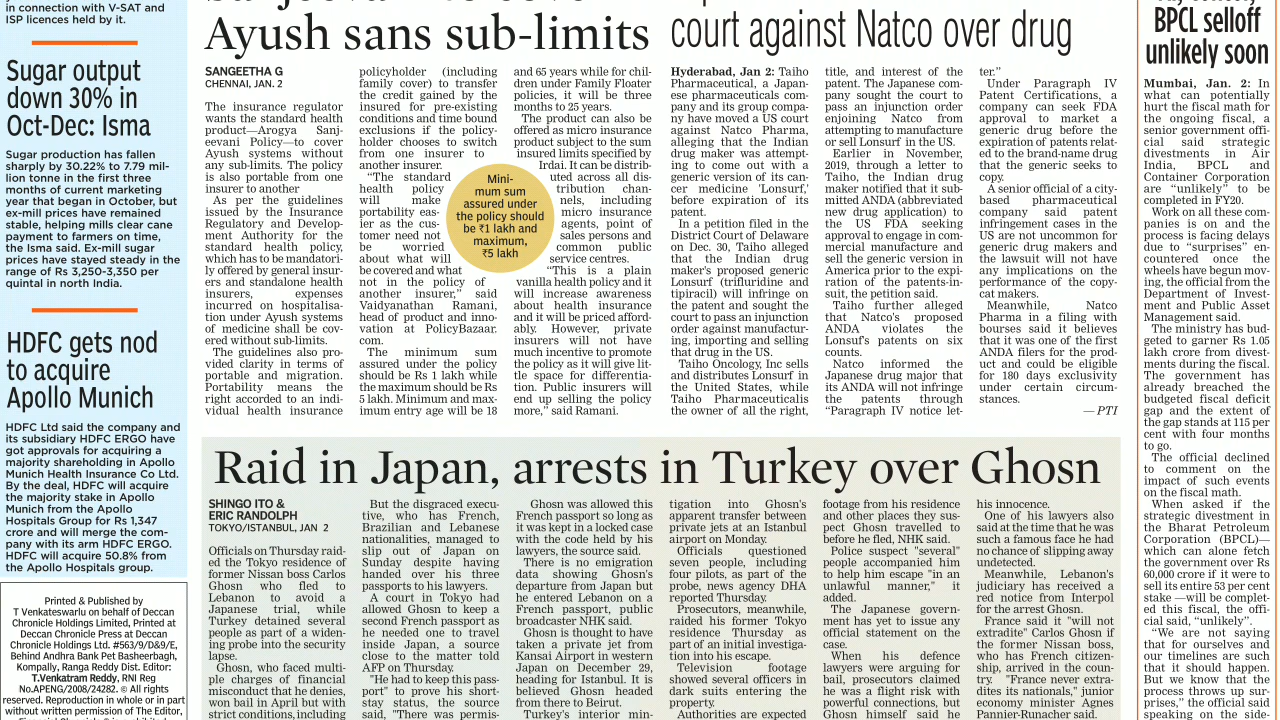 in connection with V-SAT and
ISP licences held by it.
Sugar output
down 30% in
Oct-Dec: Isma
Sugar production has fallen
sharply by 30.22% to 7.79 mil-
lion tonne in the first three
months of current marketing
year that began in October, but
ex-mill prices have remained
stable, helping mills clear cane
payment to farmers on time,
the Isma said. Ex-mill sugar
prices have stayed steady in the
range of Rs 3,250-3,350 per
quintal in north India.
HDFC gets nod
to acquire
Apollo Munich
HDFC Ltd said the company and
its subsidiary HDFC ERGO have
got approvals for acquiring a
majority shareholding in Apollo
Munich Health Insurance Co Ltd.
By the deal, HDFC will acquire
the majority stake in Apollo
Munich from the Apollo
Hospitals Group for Rs 1,347
crore and will merge the com-
pany with its arm HDFC ERGO.
HDFC will acquire 50.8% from
the Apollo Hospitals group.
Printed & Published by
T Venkateswarlu on behalf of Deccan
Chronicle Holdings Limited, Printed at
Deccan Chronicle Press at Deccan
Chronicle Holdings Ltd. #563/9/D&9/E,
Behind Andhra Bank Pet Basheerbagh,
Kompally, Ranga Reddy Dist. Editor:
T.Venkatram Reddy, RNI Reg
No.APENG/2008/24282. © All rights
reserved. Reproduction in whole or in part
without written permission of The Editor,
Ayush sans sub-limits
SANGEETHA G
CHENNAI, JAN. 2
The insurance regulator
wants the standard health
product—Arogya Sanj-
eevani Policy—to cover
Ayush systems without
any sub-limits. The policy
is also portable from one
insurer to another
As per the guidelines
issued by the Insurance
Regulatory and Develop-
ment Authority for the
standard health policy,
which has to be mandatori-
ly offered by general insur-
ers and standalone health
insurers, expenses
incurred on hospitalisa-
tion under Ayush systems
of medicine shall be cov-
ered without sub-limits.
The guidelines also pro-
vided clarity in terms of
portable and migration.
Portability means the
right accorded to an indi-
vidual health insurance
policyholder (including
family cover) to transfer
the credit gained by the
insured for pre-existing
conditions and time bound
exclusions if the policy-
holder chooses to switch
from one insurer to
another insurer.
“The standard
health policy
will make
portability eas-
ier as the cus-
tomer need not
be worried
about what will
be covered and what
not in the policy of
another insurer,” said
Vaidyanathan Ramani,
head of product and inno-
vation at PolicyBazaar.
com.
The minimum sum
assured under the policy
should be Rs 1 lakh while
the maximum should be Rs
5 lakh. Minimum and max-
imum entry age will be 18
Mini-
mum sum
assured under
the policy should
be ₹1 lakh and
maximum,
₹5 lakh
and 65 years while for chil-
dren under Family Floater
policies, it will be three
months to 25 years.
The product can also be
offered as micro insurance
product subject to the sum
insured limits specified by
Irdai. It can be distrib-
uted across all dis-
tribution chan-
nels, including
micro insurance
agents, point of
sales persons and
common public
service centres.
“This is a plain
vanilla health policy and it
will increase awareness
about health insurance
and it will be priced afford-
ably. However, private
insurers will not have
much incentive to promote
the policy as it will give lit-
tle space for differentia-
tion. Public insurers will
end up selling the policy
more,” said Ramani.
court against Natco over drug
Hyderabad, Jan 2: Taiho
Pharmaceutical, a Japan-
ese pharmaceuticals com-
pany and its group compa-
ny have moved a US court
against Natco Pharma,
alleging that the Indian
drug maker was attempt-
ing to come out with a
generic version of its can-
cer medicine 'Lonsuf,'
before expiration of its
patent.
In a petition filed in the
District Court of Delaware
on Dec. 30, Taiho alleged
that the Indian drug
maker's proposed generic
Lonsurf (trifluridine and
tipiracil) will infringe on
the patent and sought the
court to pass an injunction
order against manufactur-
ing, importing and selling
that drug in the US.
Taiho Oncology, Inc sells
and distributes Lonsurf in
the United States, while
Taiho Pharmaceuticalis
the owner of all the right,
title, and interest of the
patent. The Japanese com-
pany sought the court to
pass an injunction order
enjoining Natco from
attempting to manufacture
or sell Lonsurf in the US.
Earlier in November,
2019, through a letter to
Taiho, the Indian drug
maker notified that it sub-
mitted ANDA (abbreviated
new drug application) to
the US FDA seeking
approval to engage in com-
mercial manufacture and
sell the generic version in
America prior to the expi-
ration of the patents-in-
suit, the petition said.
Taiho further alleged
that Natco's proposed
ANDA violates the
Lonsuf's patents on six
counts.
Natco informed the
Japanese drug major that
its ANDA will not infringe
the patents through
“Paragraph IV notice let-
ter.”
Under Paragraph IV
Patent Certifications, a
company can seek FDA
approval to market a
generic drug before the
expiration of patents relat-
ed to the brand-name drug
that the generic seeks to
copy.
A senior official of a city-
based pharmaceutical
company said patent
infringement cases in the
US are not uncommon for
generic drug makers and
the lawsuit will not have
any implications on the
performance of the copy-
cat makers.
Meanwhile, Natco
Pharma in a filing with
bourses said it believes
that it was one of the first
ANDA filers for the prod-
uct and could be eligible
for 180 days exclusivity
under certain circum-
stances.
— PTI
BPCL selloff
unlikely soon
Mumbai, Jan. 2: In
what can potentially
hurt the fiscal math for
the ongoing fiscal, a
senior government offi-
cial said strategic
divestments in Air
India, BPCL and
Container Corporation
are “unlikely” to be
completed in FY20.
Work on all these com-
panies is on and the
process is facing delays
due to “surprises” en-
countered once the
wheels have begun mov-
ing, the official from the
Department of Invest-
ment and Public Asset
Management said.
The ministry has bud-
geted to garner Rs 1.05
lakh crore from divest-
ments during the fiscal.
The government has
already breached the
budgeted fiscal deficit
gap and the extent of
the gap stands at 115 per
cent with four months
to go.
The official declined
to comment on the
impact of such events
on the fiscal math.
When asked if the
strategic divestment in
the Bharat Petroleum
Corporation (BPCL)—
which can alone fetch
the government over Rs
60,000 crore if it were to
sell its entire 53 per cent
stake —will be complet-
ed this fiscal, the offi-
cial said, “unlikely”.
“We are not saying
that for ourselves and
our timelines are such
that it should happen.
But we know that the
process throws up sur-
prises,” the official said
speaking on the side-
Raid in Japan, arrests in Turkey over Ghosn
SHINGO ITO &
ERIC RANDOLPH
TOKYO/ISTANBUL, JAN 2
Officials on Thursday raid-
ed the Tokyo residence of
former Nissan boss Carlos
Ghosn who fled to
Lebanon to avoid a
Japanese trial, while
Turkey detained several
people as part of a widen-
ing probe into the security
lapse.
Ghosn, who faced multi-
ple charges of financial
misconduct that he denies,
won bail in April but with
strict conditions, including
But the disgraced execu-
tive, who has French,
Brazilian and Lebanese
nationalities, managed to
slip out of Japan on
Sunday despite having
handed over his three
passports to his lawyers.
A court in Tokyo had
allowed Ghosn to keep a
second French passport as
he needed one to travel
inside Japan, a source
close to the matter told
AFP on Thursday.
"He had to keep this pass-
port" to prove his short-
stay status, the source
said, "There was permis-
Ghosn was allowed this
French passport so long as
it was kept in a locked case
with the code held by his
lawyers, the source said.
There is no emigration
data showing Ghosn's
departure from Japan but
he entered Lebanon on a
French passport, public
broadcaster NHK said.
Ghosn is thought to have
taken a private jet from
Kansai Airport in western
Japan on December 29,
heading for Istanbul. It is
believed Ghosn headed
from there to Beirut.
Turkey's interior min-
tigation into Ghosn's
apparent transfer between
private jets at an Istanbul
airport on Monday.
Officials questioned
seven people, including
four pilots, as part of the
probe, news agency DHA
reported Thursday.
Prosecutors, meanwhile,
raided his former Tokyo
residence Thursday as
part of an initial investiga-
tion into his escape.
Television footage
showed several officers in
dark suits entering the
property.
Authorities are expected
footage from his residence
and other places they sus-
pect Ghosn travelled to
before he fled, NHK said.
Police suspect "several"
people accompanied him
to help him escape "in an
unlawful manner," it
added.
The Japanese govern-
ment has yet to issue any
official statement on the
case.
When his defence
lawyers were arguing for
bail, prosecutors claimed
he was a flight risk with
powerful connections, but
Ghosn himself said he
his innocence.
One of his lawyers also
said at the time that he was
such a famous face he had
no chance of slipping away
undetected.
Meanwhile, Lebanon's
judiciary has received a
red notice from Interpol
for the arrest Ghosn.
France said it "will not
extradite" Carlos Ghosn if
the former Nissan boss,
who has French citizen-
ship, arrived in the coun-
try. "France never extra-
dites its nationals," junior
economy minister Agnes
Pannier-Runacher said.